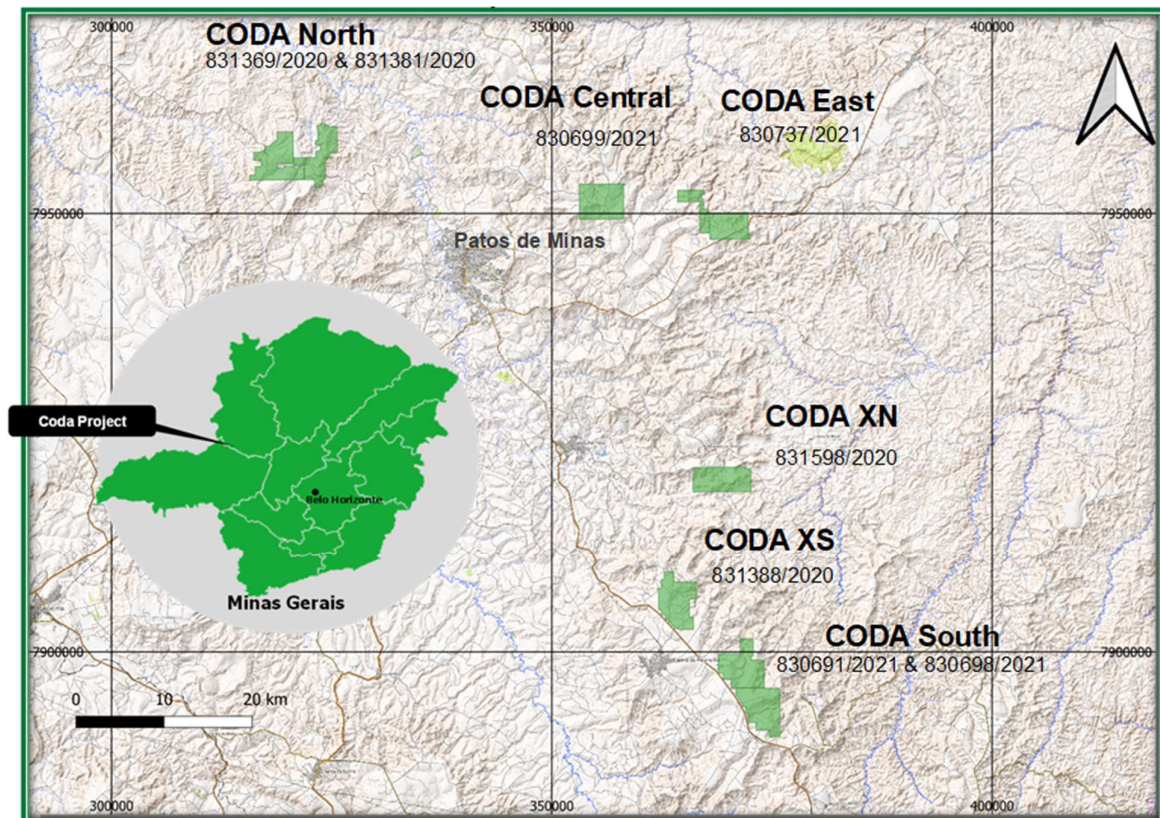 300000
350000
400000
CODA North
831369/2020 & 831381/2020
CODA Central
830699/2021
CODA East
830737/2021
7950000
7950000
Patos de Minas
Coda Project
Belo Horizonte
Minas Gerais
CODA XN
831598/2020
CODA XS
831388/2020
CODA South
830691/2021 & 830698/2021
7900000
7900000
0 10 20 km
300000
350000
400000